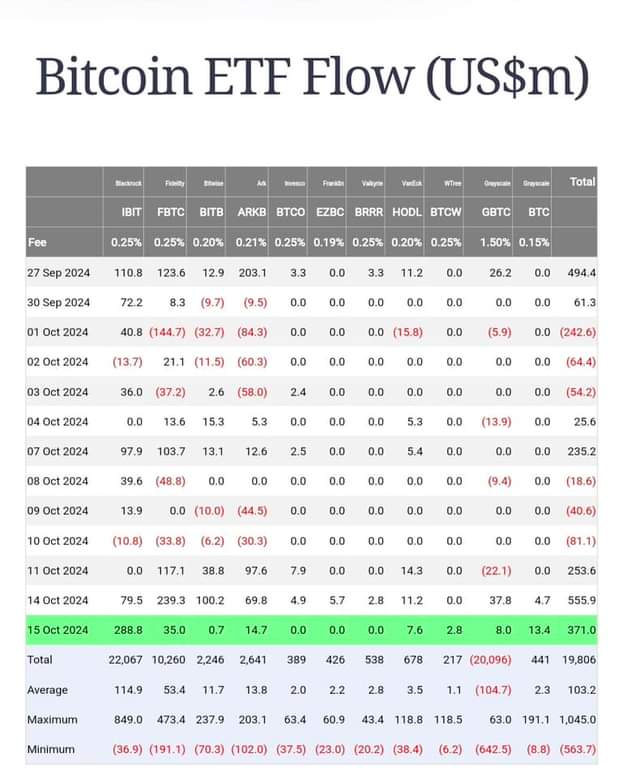 Bitcoin ETF Flow (US$m)
Blackrock Fidelity Bitwise Ark Invesco Franklin Valkyrie VanEck WTree Grayscale Grayscale Total
IBIT FBTC BITB ARKB BTCO EZBC BRRR HODL BTCW GBTC BTC
Fee 0.25% 0.25% 0.20% 0.21% 0.25% 0.19% 0.25% 0.20% 0.25% 1.50% 0.15%
27 Sep 2024 110.8 123.6 12.9 203.1 3.3 0.0 3.3 11.2 0.0 26.2 0.0 494.4
30 Sep 2024 72.2 8.3 (9.7) (9.5) 0.0 0.0 0.0 0.0 0.0 0.0 0.0 61.3
01 Oct 2024 40.8 (144.7) (32.7) (84.3) 0.0 0.0 0.0 (15.8) 0.0 (5.9) 0.0 (242.6)
02 Oct 2024 (13.7) 21.1 (11.5) (60.3) 0.0 0.0 0.0 0.0 0.0 0.0 0.0 (64.4)
03 Oct 2024 36.0 (37.2) 2.6 (58.0) 2.4 0.0 0.0 0.0 0.0 0.0 0.0 (54.2)
04 Oct 2024 0.0 13.6 15.3 5.3 0.0 0.0 0.0 5.3 0.0 (13.9) 0.0 25.6
07 Oct 2024 97.9 103.7 13.1 12.6 2.5 0.0 0.0 5.4 0.0 0.0 0.0 235.2
08 Oct 2024 39.6 (48.8) 0.0 0.0 0.0 0.0 0.0 0.0 0.0 (9.4) 0.0 (18.6)
09 Oct 2024 13.9 0.0 (10.0) (44.5) 0.0 0.0 0.0 0.0 0.0 0.0 0.0 (40.6)
10 Oct 2024 (10.8) (33.8) (6.2) (30.3) 0.0 0.0 0.0 0.0 0.0 0.0 0.0 (81.1)
11 Oct 2024 0.0 117.1 38.8 97.6 7.9 0.0 0.0 14.3 0.0 (22.1) 0.0 253.6
14 Oct 2024 79.5 239.3 100.2 69.8 4.9 5.7 2.8 11.2 0.0 37.8 4.7 555.9
15 Oct 2024 288.8 35.0 0.7 14.7 0.0 0.0 0.0 7.6 2.8 8.0 13.4 371.0
Total 22,067 10,260 2,246 2,641 389 426 538 678 217 (20,096) 441 19,806
Average 114.9 53.4 11.7 13.8 2.0 2.2 2.8 3.5 1.1 (104.7) 2.3 103.2
Maximum 849.0 473.4 237.9 203.1 63.4 60.9 43.4 118.8 118.5 63.0 191.1 1,045.0
Minimum (36.9) (191.1) (70.3) (102.0) (37.5) (23.0) (20.2) (38.4) (6.2) (642.5) (8.8) (563.7)